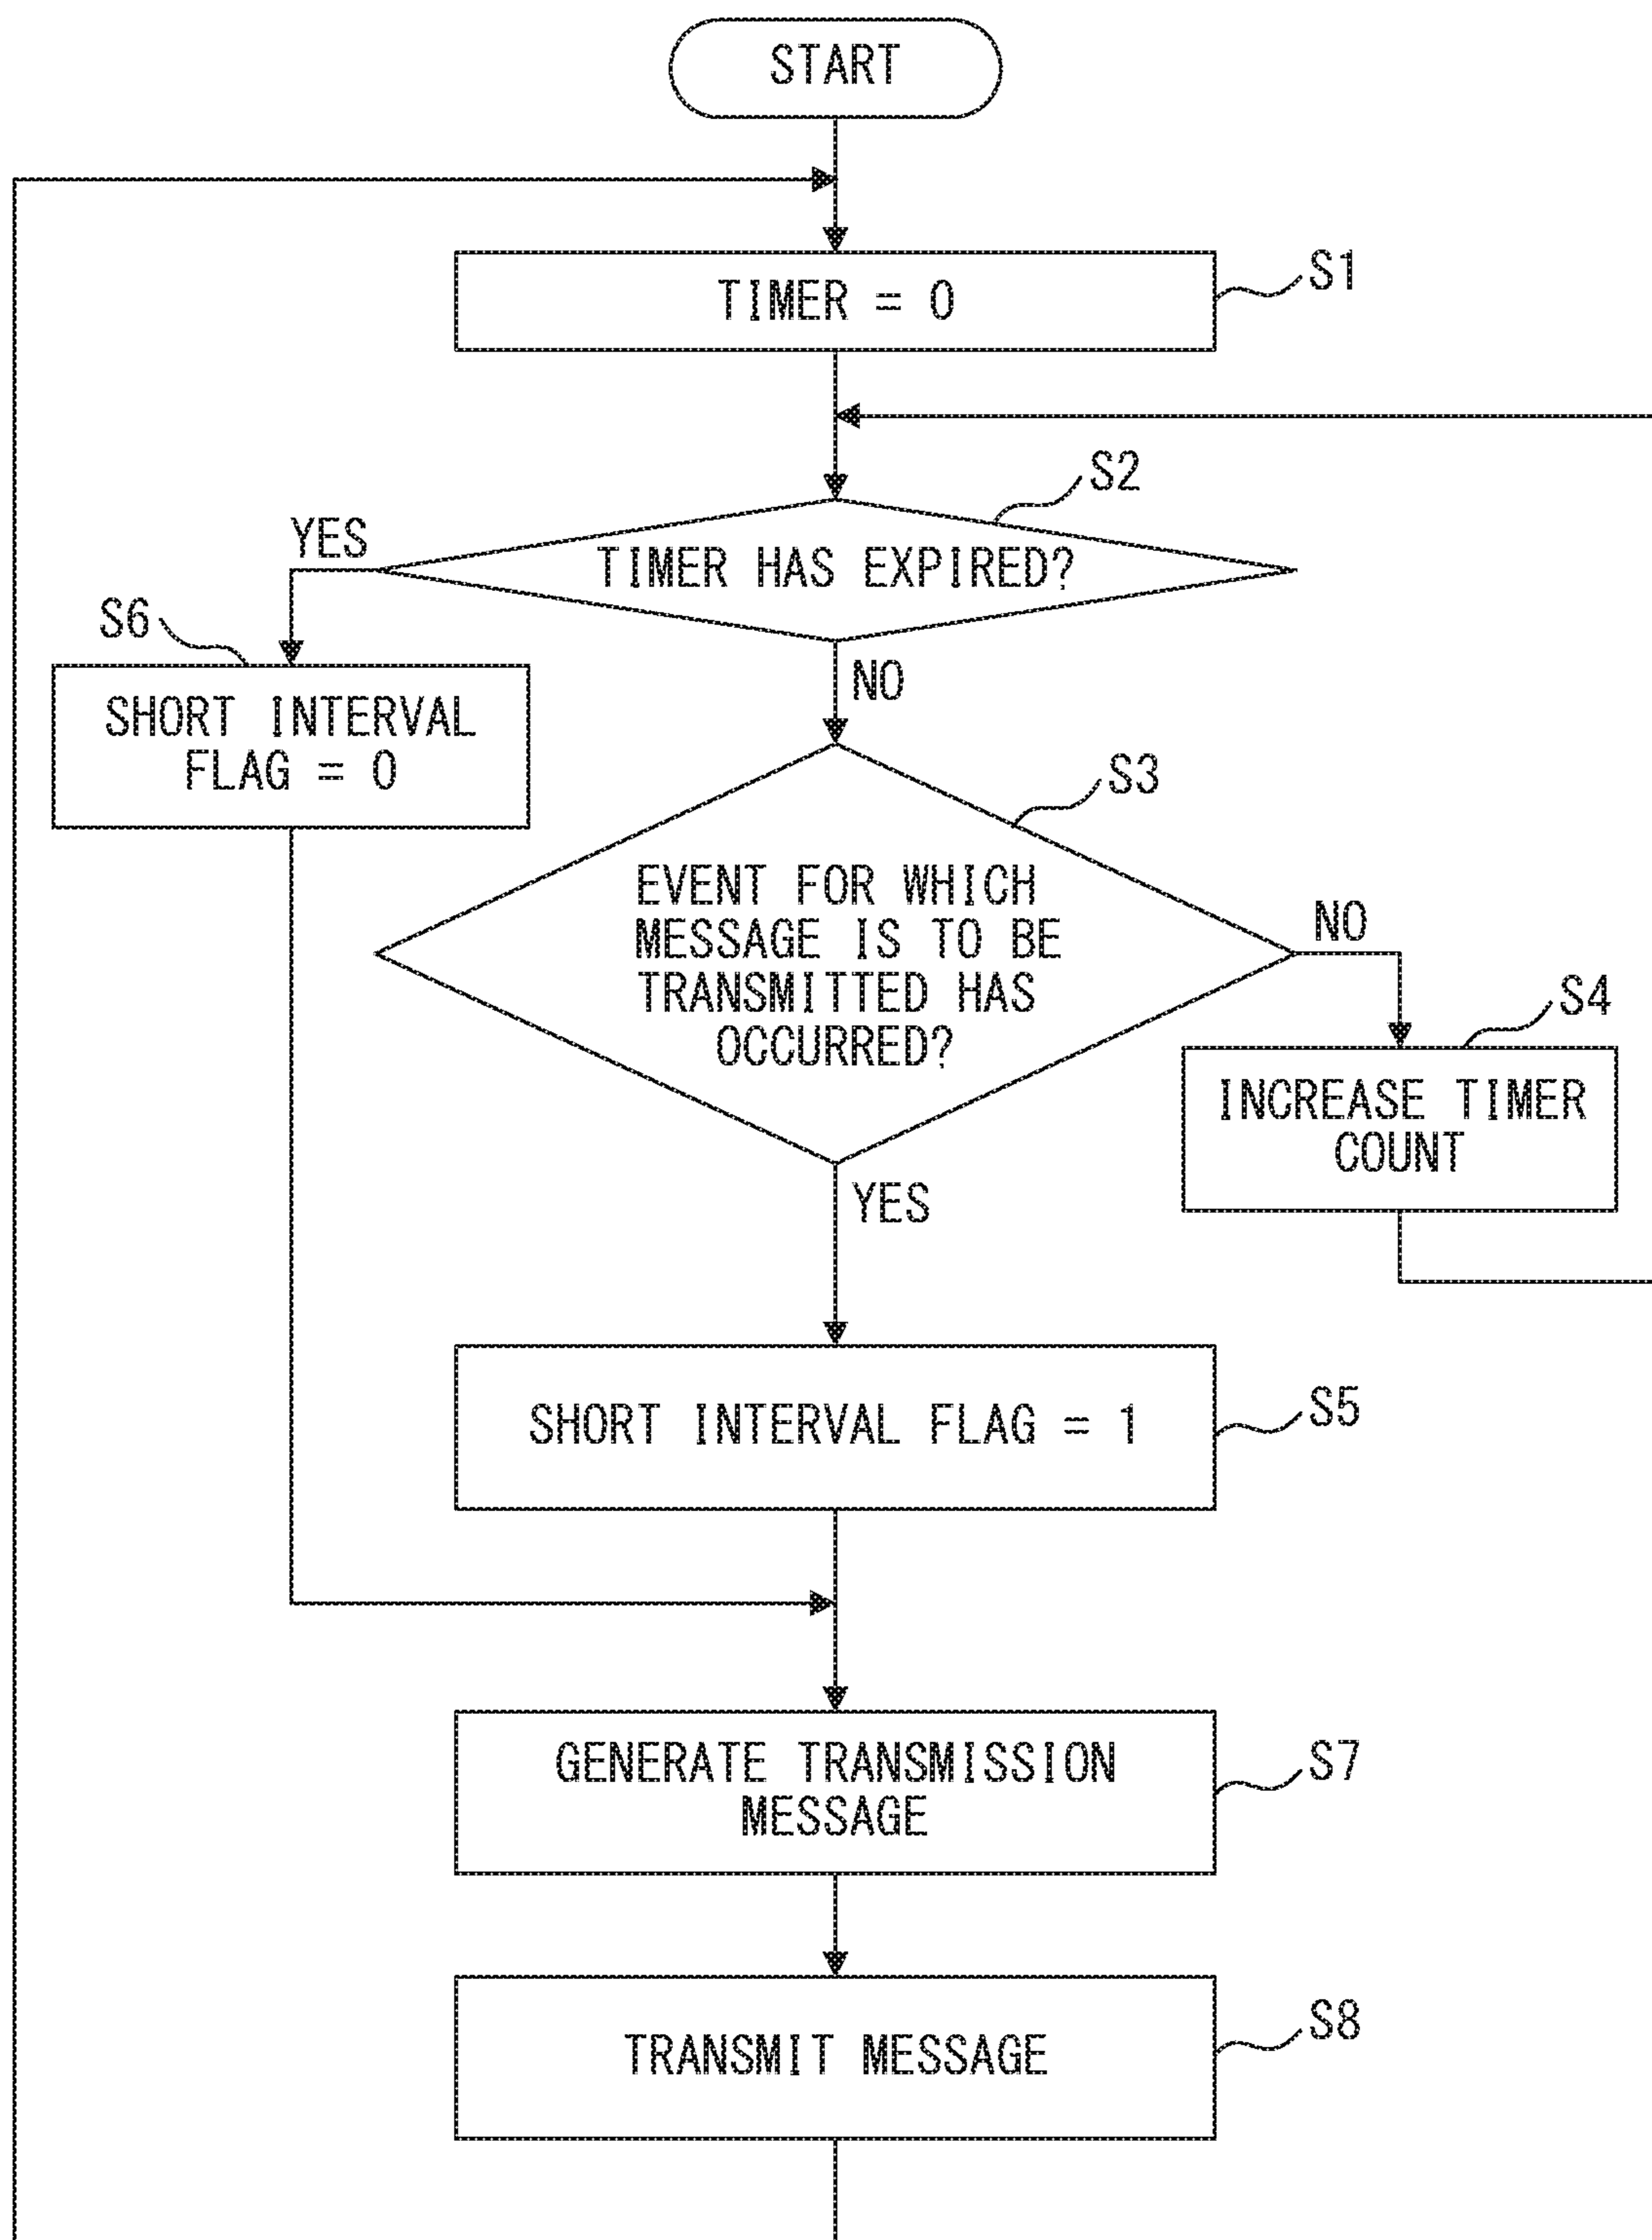 START
TIMER = 0
S1
S2
YES
TIMER HAS EXPIRED?
S6
NO
SHORT INTERVAL
FLAG = 0
S3
EVENT FOR WHICH
MESSAGE IS TO BE
TRANSMITTED HAS
OCCURRED?
NO
S4
INCREASE TIMER
COUNT
YES
SHORT INTERVAL FLAG = 1
S5
GENERATE TRANSMISSION
MESSAGE
S7
TRANSMIT MESSAGE
S8